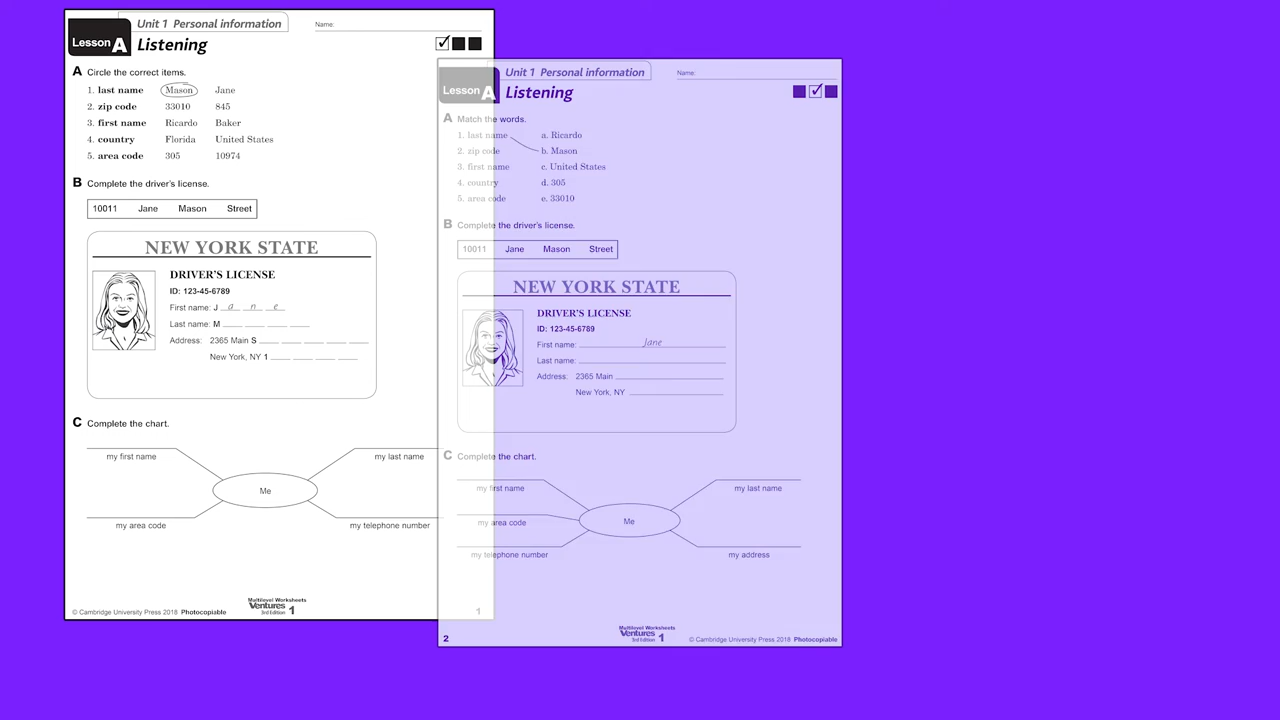 Unit 1 Personal information
Name:
Lesson A
Listening
A Circle the correct items.
1. last name Mason Jane
2. zip code 33010 845
3. first name Ricardo Baker
4. country Florida United States
5. area code 305 10974
B Complete the driver's license.
10011 Jane Mason Street
NEW YORK STATE
DRIVER'S LICENSE
ID: 123-45-6789
First name: J a n e
Last name: M
Address: 2365 Main S
New York, NY 1
C Complete the chart.
my first name
my last name
Me
my area code
my telephone number
© Cambridge University Press 2018 Photocopiable
Multilevel Worksheets
Ventures 1
3rd Edition
1
Unit 1 Personal information
Name:
Lesson A
Listening
A Match the words.
1. last name a. Ricardo
2. zip code b. Mason
3. first name c. United States
4. country d. 305
5. area code e. 33010
B Complete the driver's license.
10011 Jane Mason Street
NEW YORK STATE
DRIVER'S LICENSE
ID: 123-45-6789
First name: Jane
Last name:
Address: 2365 Main
New York, NY
C Complete the chart.
my first name
my last name
my area code
Me
my telephone number
my address
2
Multilevel Worksheets
Ventures 1
3rd Edition
© Cambridge University Press 2018 Photocopiable